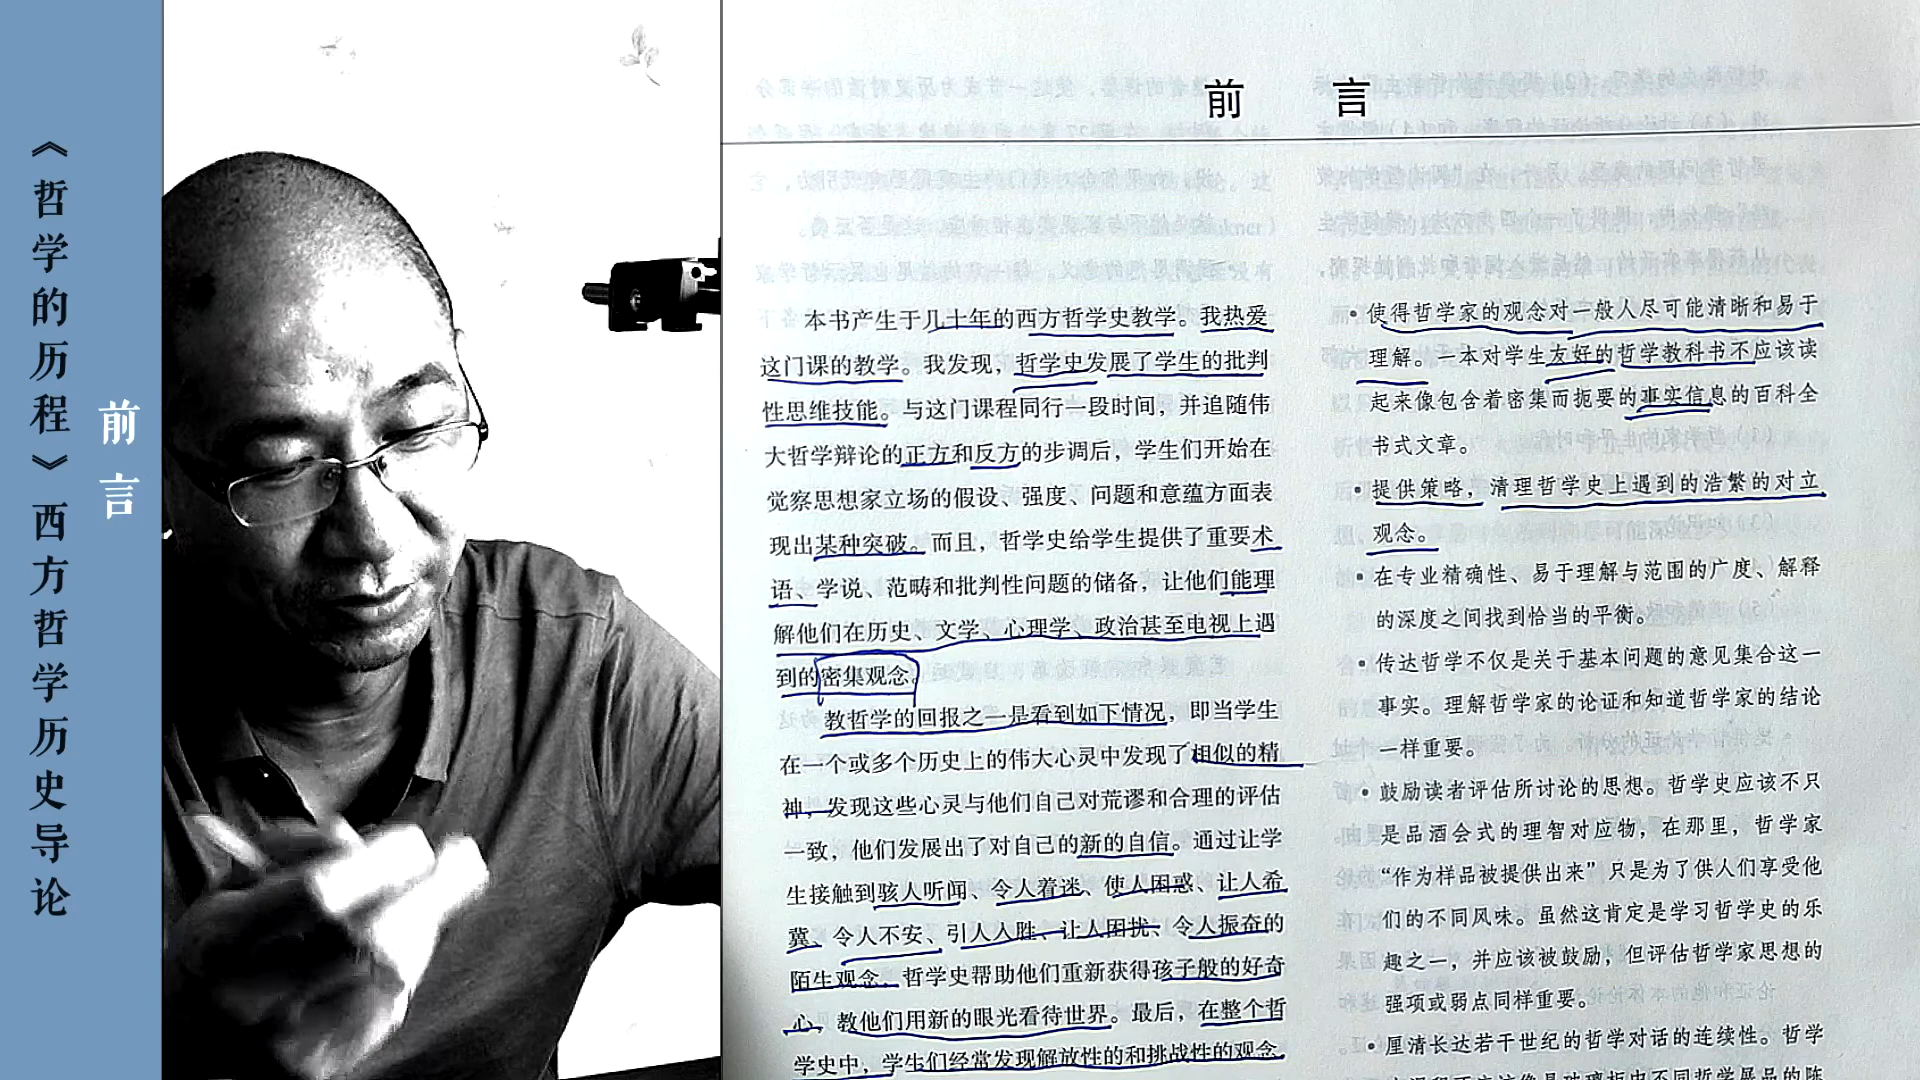 《哲学的历程》西方哲学历史导论
前言
前 言
本书产生于几十年的西方哲学史教学。我热爱
这门课的教学。我发现，哲学史发展了学生的批判
性思维技能。与这门课程同行一段时间，并追随伟
大哲学辩论的正方和反方的步调后，学生们开始在
觉察思想家立场的假设、强度、问题和意蕴方面表
现出某种突破。而且，哲学史给学生提供了重要术
语、学说、范畴和批判性问题的储备，让他们能理
解他们在历史、文学、心理学、政治甚至电视上遇
到的密集观念。
教哲学的回报之一是看到如下情况，即当学生
在一个或多个历史上的伟大心灵中发现了相似的精
神，发现这些心灵与他们自己对荒谬和合理的评估
一致，他们发展出了对自己的新的自信。通过让学
生接触到骇人听闻、令人着迷、使人困惑、让人希
冀、令人不安、引人入胜、让人困扰、令人振奋的
陌生观念，哲学史帮助他们重新获得孩子般的好奇
心，教他们用新的眼光看待世界。最后，在整个哲
学史中，学生们经常发现解放性的和挑战性的观念，
• 使得哲学家的观念对一般人尽可能清晰和易于
理解。一本对学生友好的哲学教科书不应该读
起来像包含着密集而扼要的事实信息的百科全
书式文章。
• 提供策略，清理哲学史上遇到的浩繁的对立
观念。
• 在专业精确性、易于理解与范围的广度、解释
的深度之间找到恰当的平衡。
• 传达哲学不仅是关于基本问题的意见集合这一
事实。理解哲学家的论证和知道哲学家的结论
一样重要。
• 鼓励读者评估所讨论的思想。哲学史应该不只
是品酒会式的理智对应物，在那里，哲学家
“作为样品被提供出来”只是为了供人们享受他
们的不同风味。虽然这肯定是学习哲学史的乐
趣之一，并应该被鼓励，但评估哲学家思想的
强项或弱点同样重要。
• 厘清长达若干世纪的哲学对话的连续性。哲学